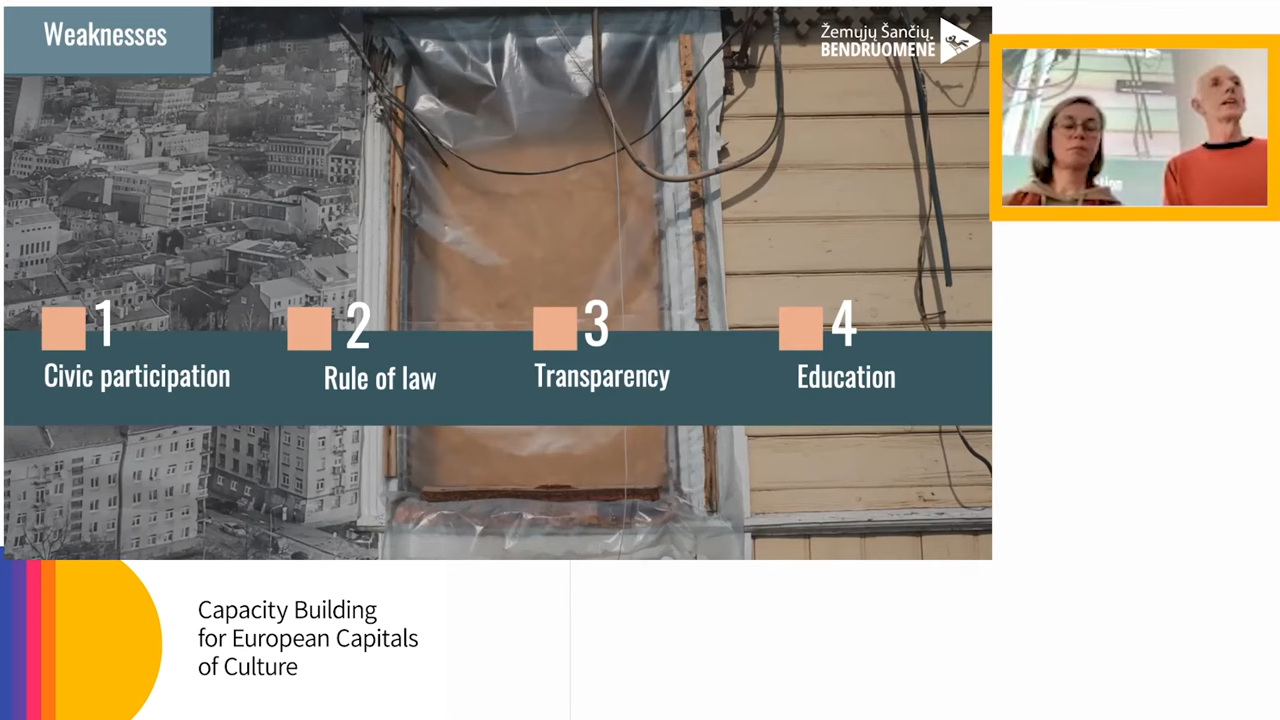 Weaknesses
Žemųjų Šančių
BENDRUOMENĖ
1
Civic participation
2
Rule of law
3
Transparency
4
Education
Capacity Building
for European Capitals
of Culture